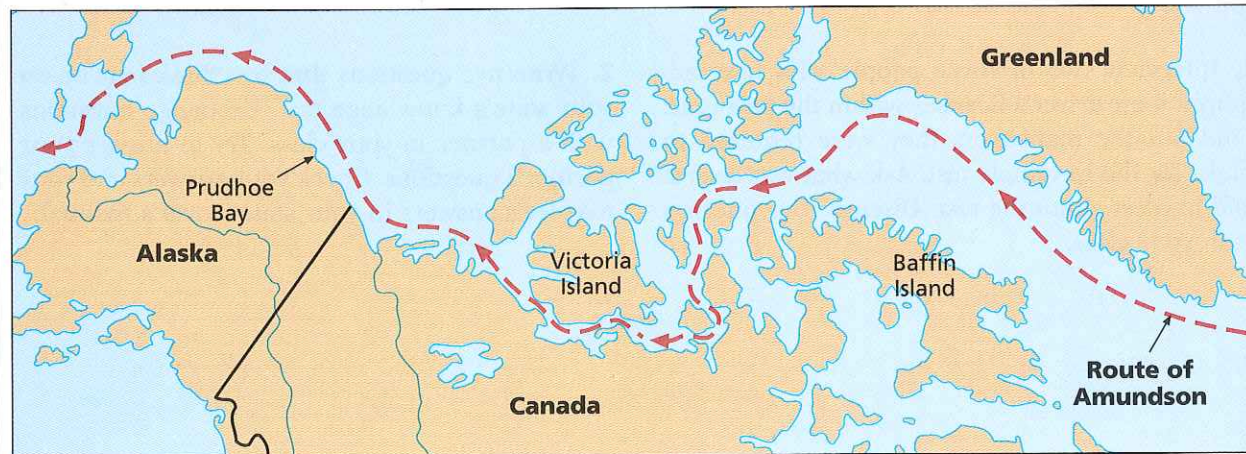 Greenland
Prudhoe
Bay
Alaska
Victoria
Island
Baffin
Island
Canada
Route of
Amundson